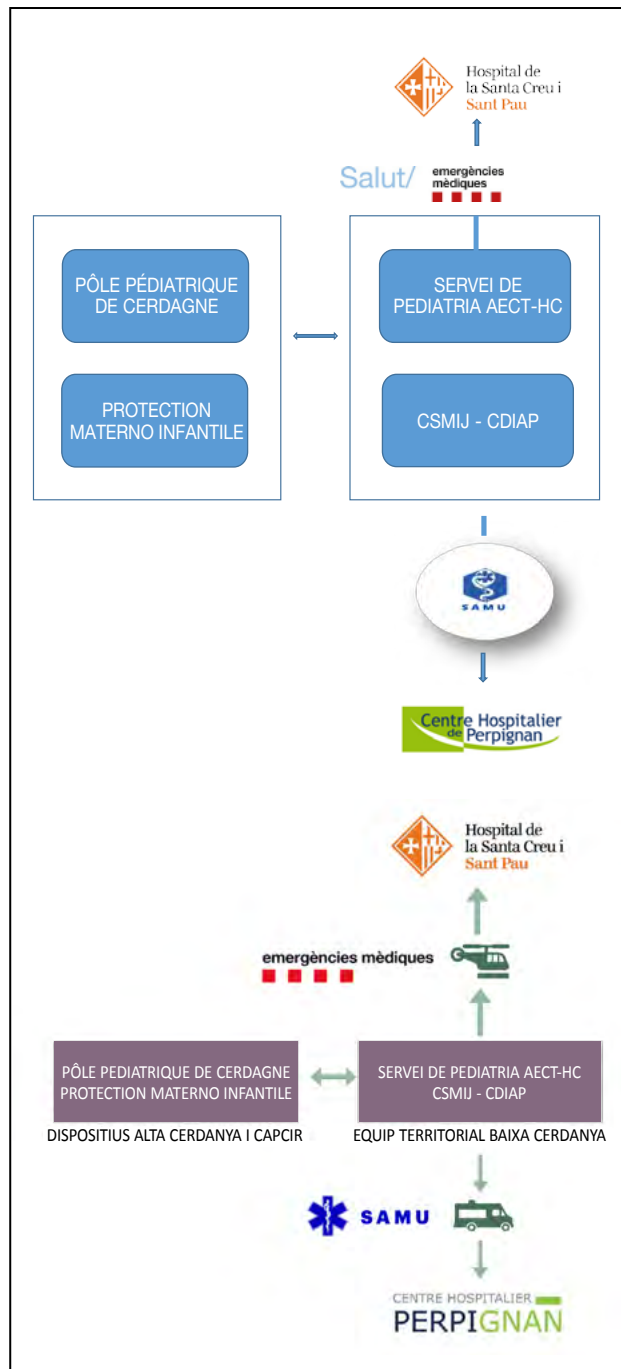 Hospital de
la Santa Creu i
Sant Pau
Salut/
emergències
mèdiques
PÔLE PÉDIATRIQUE
DE CERDAGNE
SERVEI DE
PEDIATRIA AECT-HC
PROTECTION
MATERNO INFANTILE
CSMIJ - CDIAP
SAMU
Centre Hospitalier
de Perpignan
Hospital de
la Santa Creu i
Sant Pau
emergències mèdiques
PÔLE PEDIATRIQUE DE CERDAGNE
PROTECTION MATERNO INFANTILE
SERVEI DE PEDIATRIA AECT-HC
CSMIJ - CDIAP
DISPOSITIUS ALTA CERDANYA I CAPCIR
EQUIP TERRITORIAL BAIXA CERDANYA
SAMU
CENTRE HOSPITALIER
PERPIGNAN